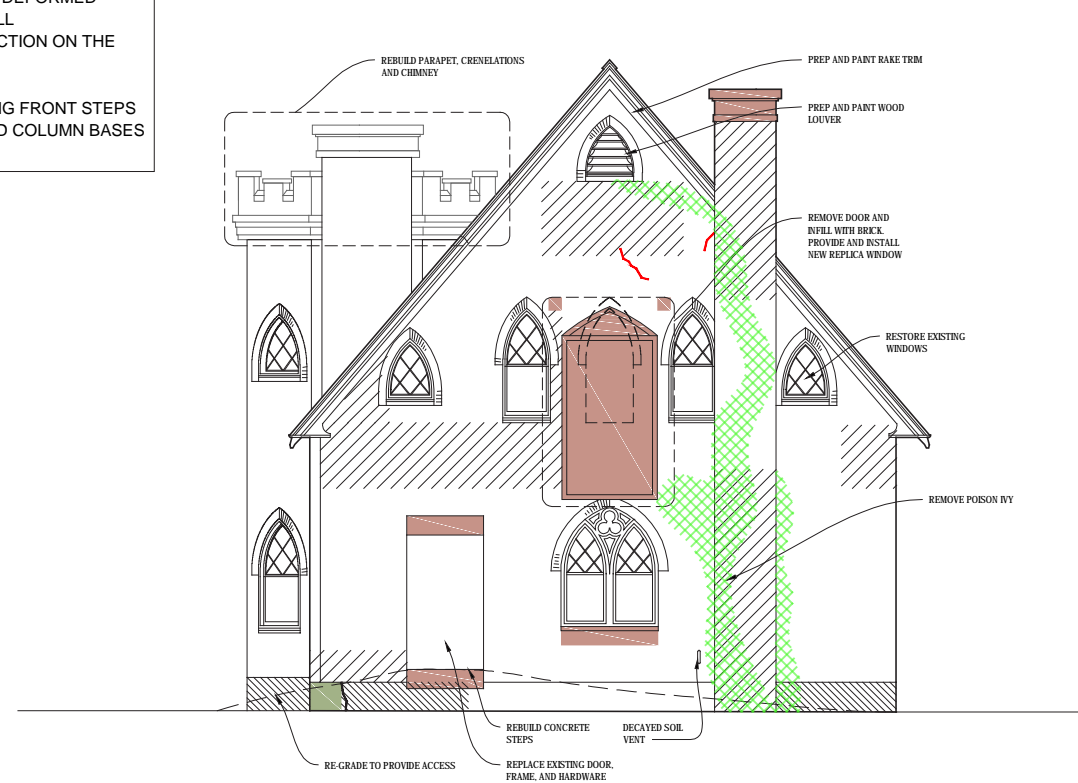 DEFORMED
LL
CTION ON THE
NG FRONT STEPS
D COLUMN BASES
REBUILD PARAPET, CRENELATIONS
AND CHIMNEY
PREP AND PAINT RAKE TRIM
PREP AND PAINT WOOD
LOUVER
REMOVE DOOR AND
INFILL WITH BRICK.
PROVIDE AND INSTALL
NEW REPLICA WINDOW
RESTORE EXISTING
WINDOWS
REMOVE POISON IVY
REBUILD CONCRETE
STEPS
DECAYED SOIL
VENT
RE-GRADE TO PROVIDE ACCESS
REPLACE EXISTING DOOR,
FRAME, AND HARDWARE